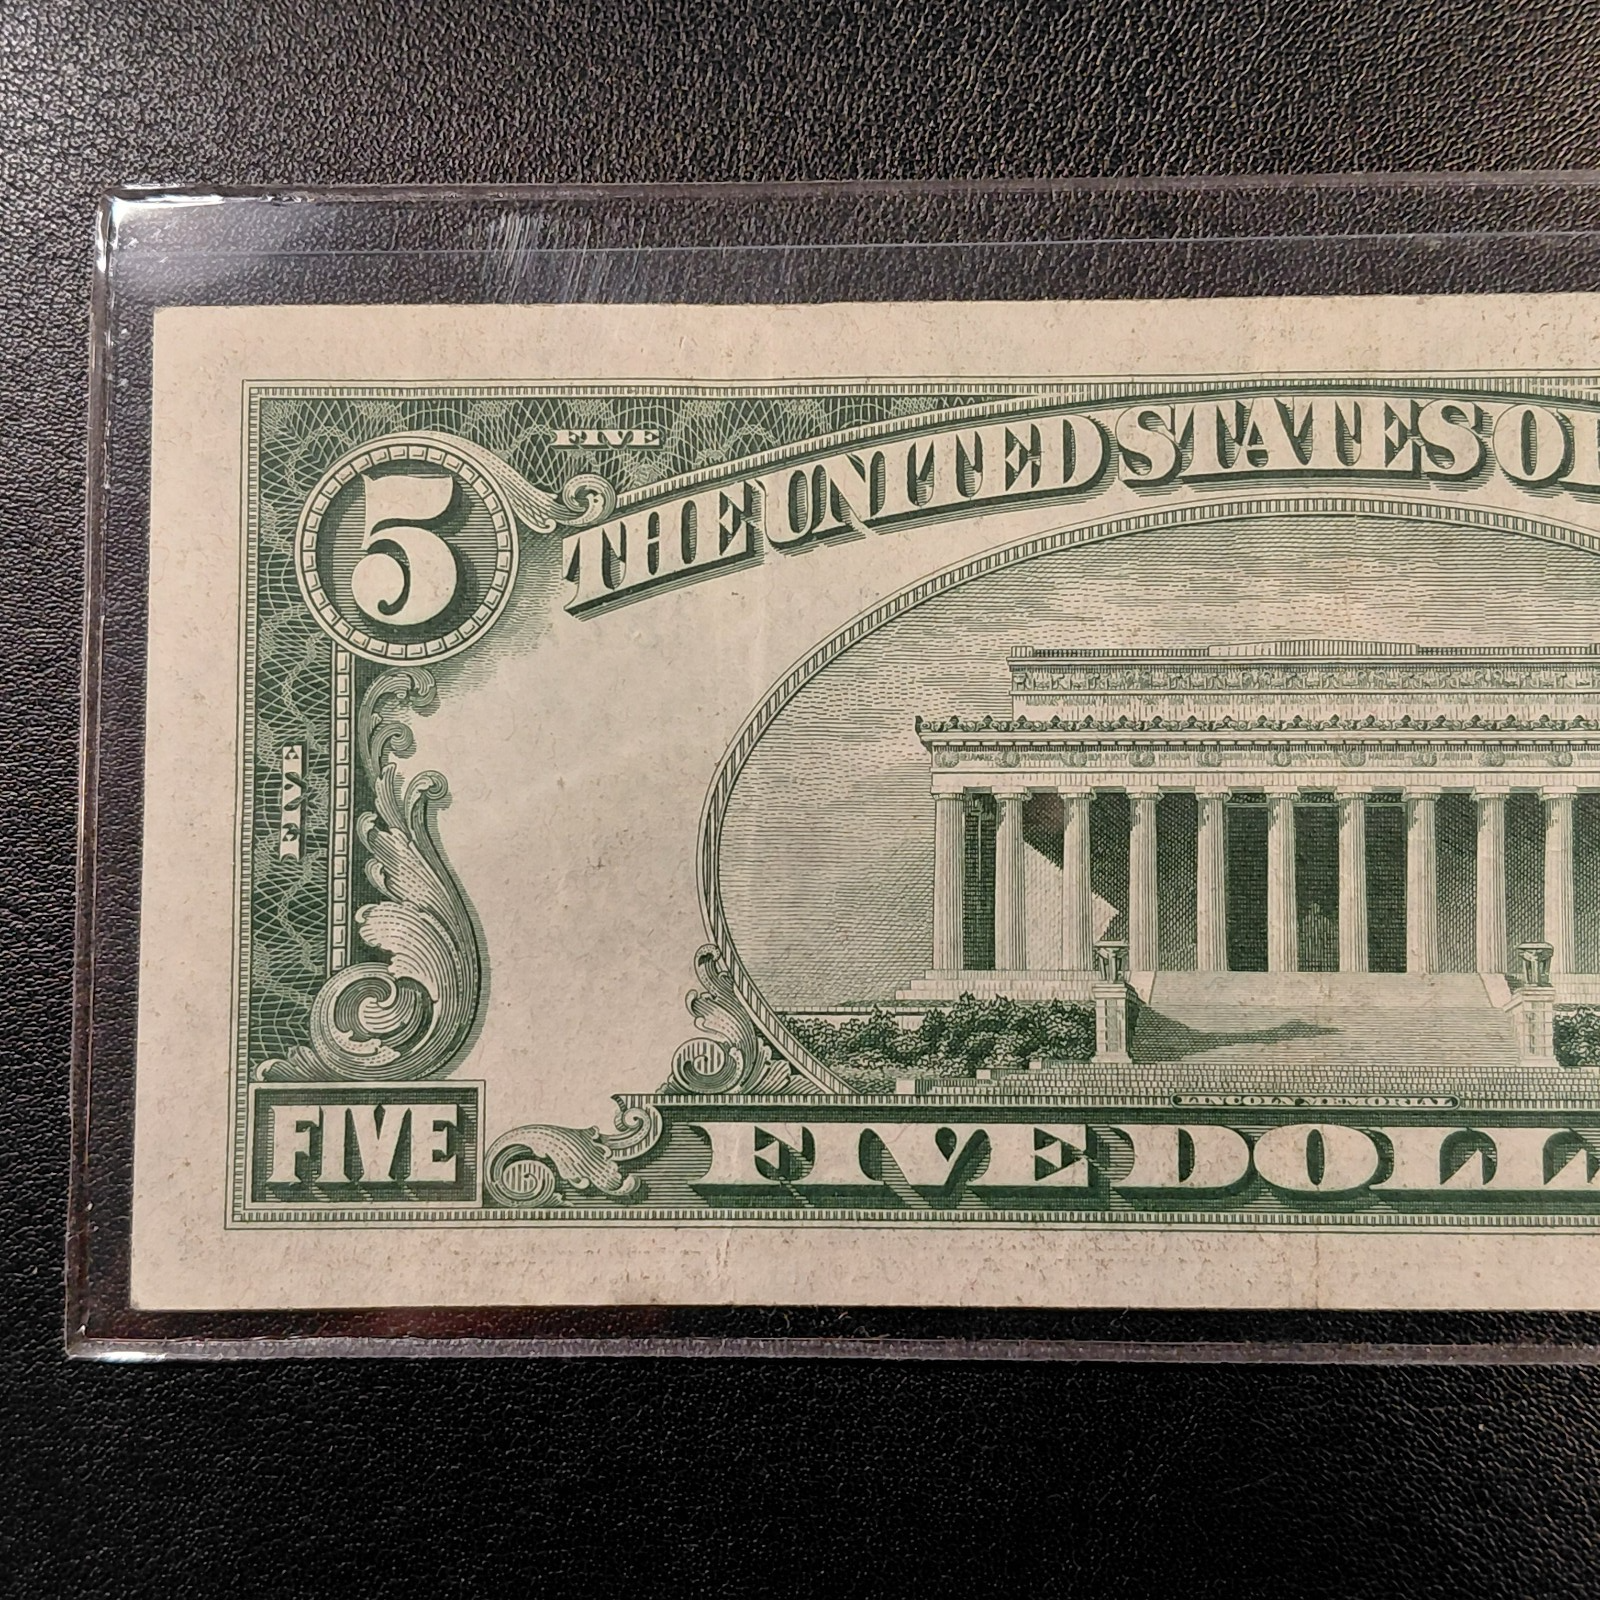 FIVE
THE UNITED STATES OF
5
FIVE
LINCOLN MEMORIAL
FIVE
FIVE DOLL